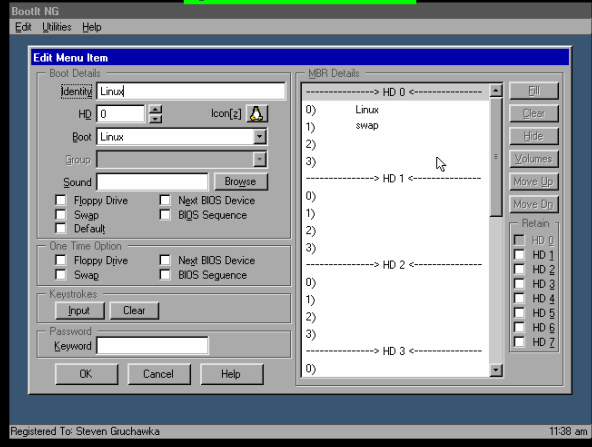 BootIt NG
Edit Utilities Help
Edit Menu Item
Boot Details
Identity Linux
HD 0 Icon[z]
Boot Linux
Group
Sound Browse
Floppy Drive Next BIOS Device
Swap BIOS Sequence
Default
One Time Option
Floppy Drive Next BIOS Device
Swap BIOS Sequence
Keystrokes
Input Clear
Password
Keyword
OK Cancel Help
MBR Details
---------------> HD 0 <---------------
0) Linux
1) swap
2)
3)
---------------> HD 1 <---------------
0)
1)
2)
3)
---------------> HD 2 <---------------
0)
1)
2)
3)
---------------> HD 3 <---------------
0)
Fill
Clear
Hide
Volumes
Move Up
Move Dn
Retain
HD 0
HD 1
HD 2
HD 3
HD 4
HD 5
HD 6
HD 7
Registered To: Steven Gruchawka 11:38 am